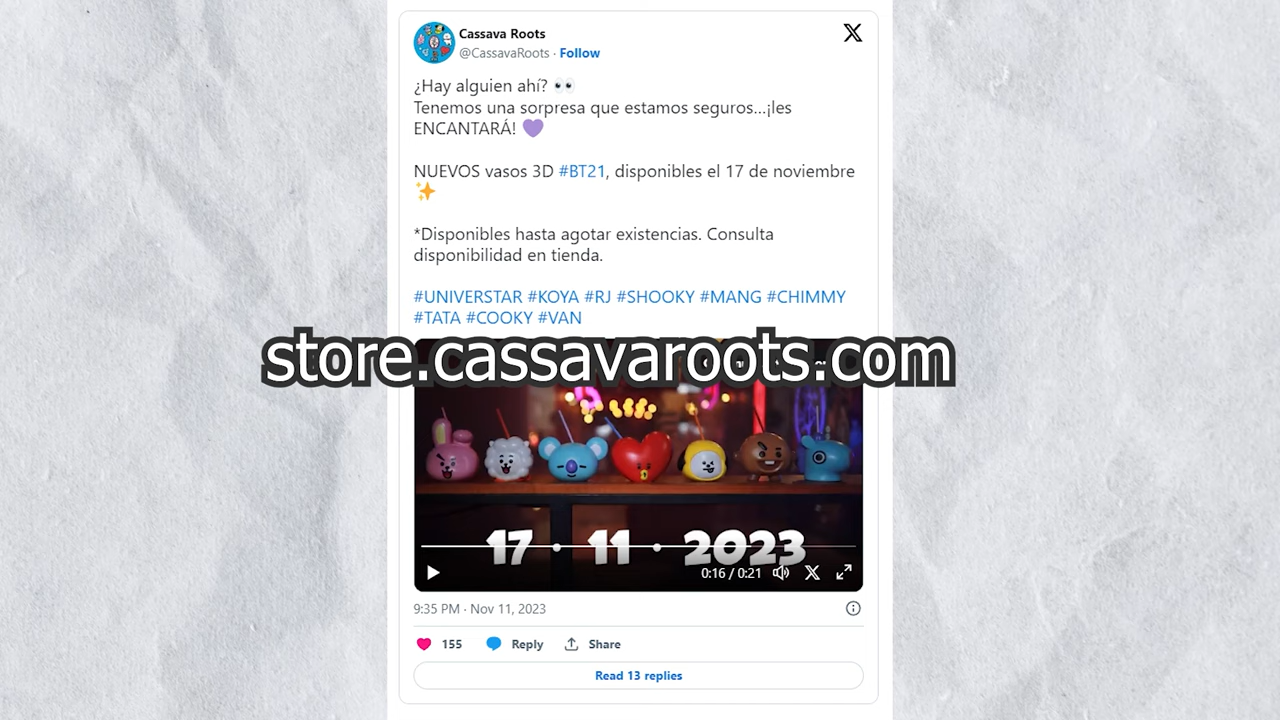 Cassava Roots
@CassavaRoots · Follow
¿Hay alguien ahí? 👀
Tenemos una sorpresa que estamos seguros...¡les
ENCANTARÁ! 💜
NUEVOS vasos 3D #BT21, disponibles el 17 de noviembre
✨
*Disponibles hasta agotar existencias. Consulta
disponibilidad en tienda.
#UNIVERSTAR #KOYA #RJ #SHOOKY #MANG #CHIMMY
#TATA #COOKY #VAN
store.cassavaroots.com
17 · 11 · 2023
0:16 / 0:21
9:35 PM · Nov 11, 2023
155 Reply Share
Read 13 replies